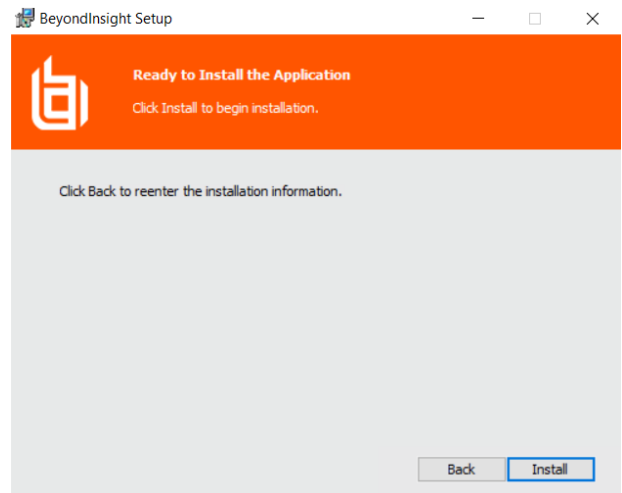 BeyondInsight Setup
Ready to Install the Application
Click Install to begin installation.
Click Back to reenter the installation information.
Back Install